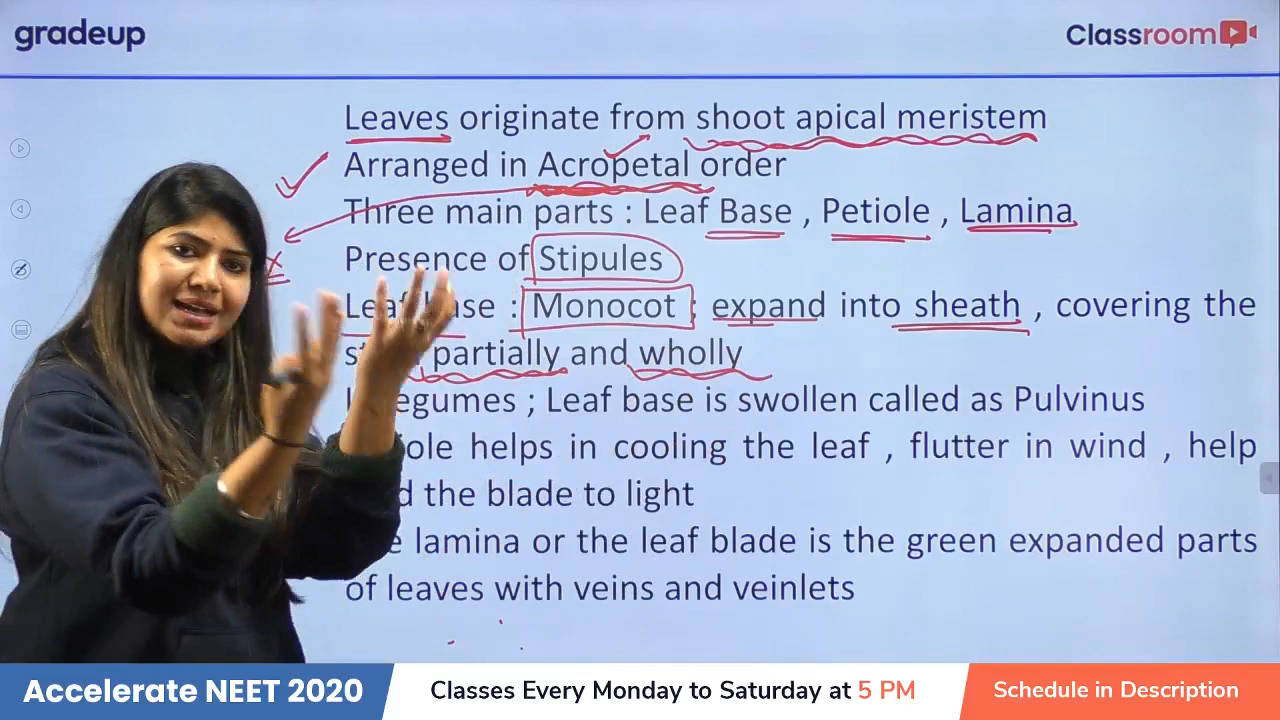 gradeup
Classroom
Leaves originate from shoot apical meristem
Arranged in Acropetal order
Three main parts : Leaf Base , Petiole , Lamina
Presence of Stipules
Leaf base : Monocot ; expand into sheath , covering the
partially and wholly
legumes ; Leaf base is swollen called as Pulvinus
helps in cooling the leaf , flutter in wind , help
the blade to light
lamina or the leaf blade is the green expanded parts
of leaves with veins and veinlets
Accelerate NEET 2020
Classes Every Monday to Saturday at 5 PM
Schedule in Description